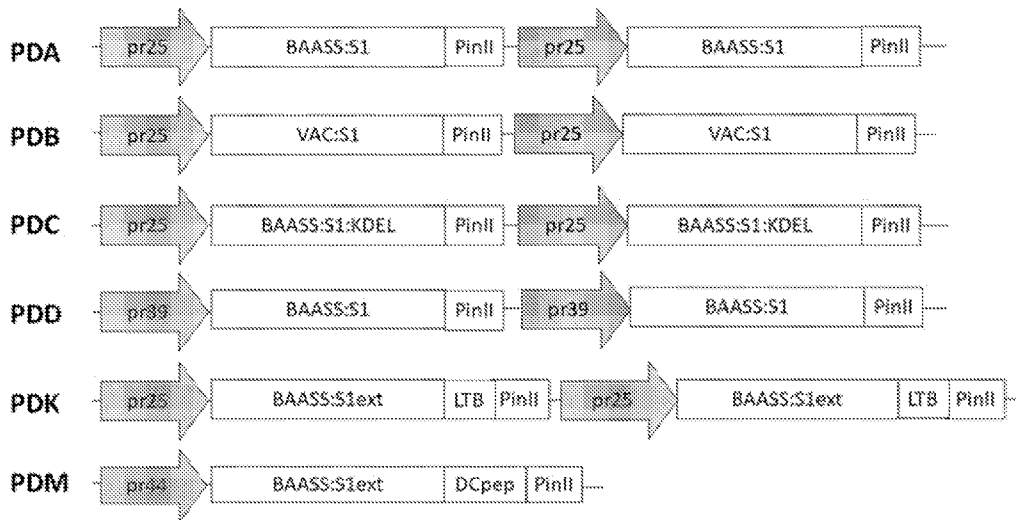 PDA pr25 BAASS:S1 PinII pr25 BAASS:S1 PinII
PDB pr25 VAC:S1 PinII pr25 VAC:S1 PinII
PDC pr25 BAASS:S1:KDEL PinII pr25 BAASS:S1:KDEL PinII
PDD pr39 BAASS:S1 PinII pr39 BAASS:S1 PinII
PDK pr25 BAASS:S1ext LTB PinII pr25 BAASS:S1ext LTB PinII
PDM pr44 BAASS:S1ext DCpep PinII